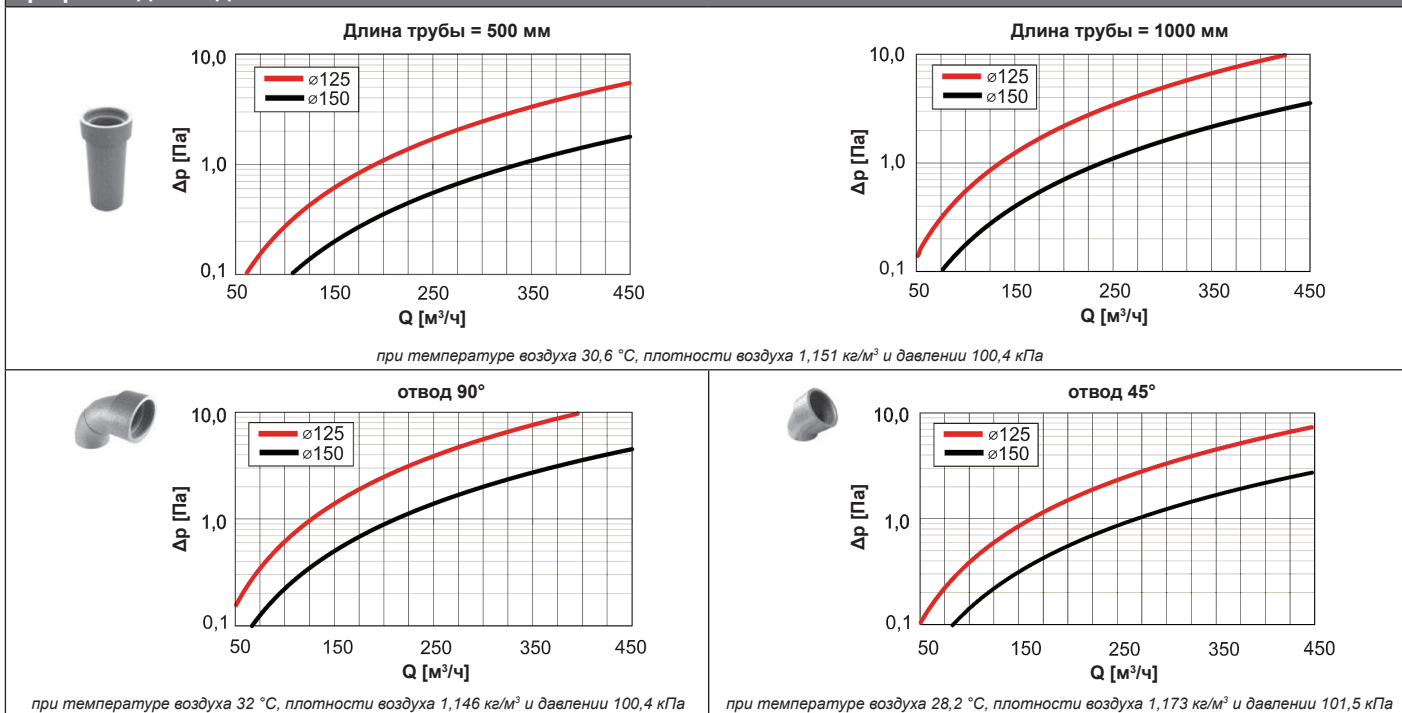 Длина трубы = 500 мм
10,0
1,0
0,1
Δp [Па]
⌀125
⌀150
50 150 250 350 450
Q [м³/ч]
Длина трубы = 1000 мм
10,0
1,0
0,1
Δp [Па]
⌀125
⌀150
50 150 250 350 450
Q [м³/ч]
при температуре воздуха 30,6 °C, плотности воздуха 1,151 кг/м³ и давлении 100,4 кПа
отвод 90°
10,0
1,0
0,1
Δp [Па]
⌀125
⌀150
50 150 250 350 450
Q [м³/ч]
при температуре воздуха 32 °C, плотности воздуха 1,146 кг/м³ и давлении 100,4 кПа
отвод 45°
10,0
1,0
0,1
Δp [Па]
⌀125
⌀150
50 150 250 350 450
Q [м³/ч]
при температуре воздуха 28,2 °C, плотности воздуха 1,173 кг/м³ и давлении 101,5 кПа